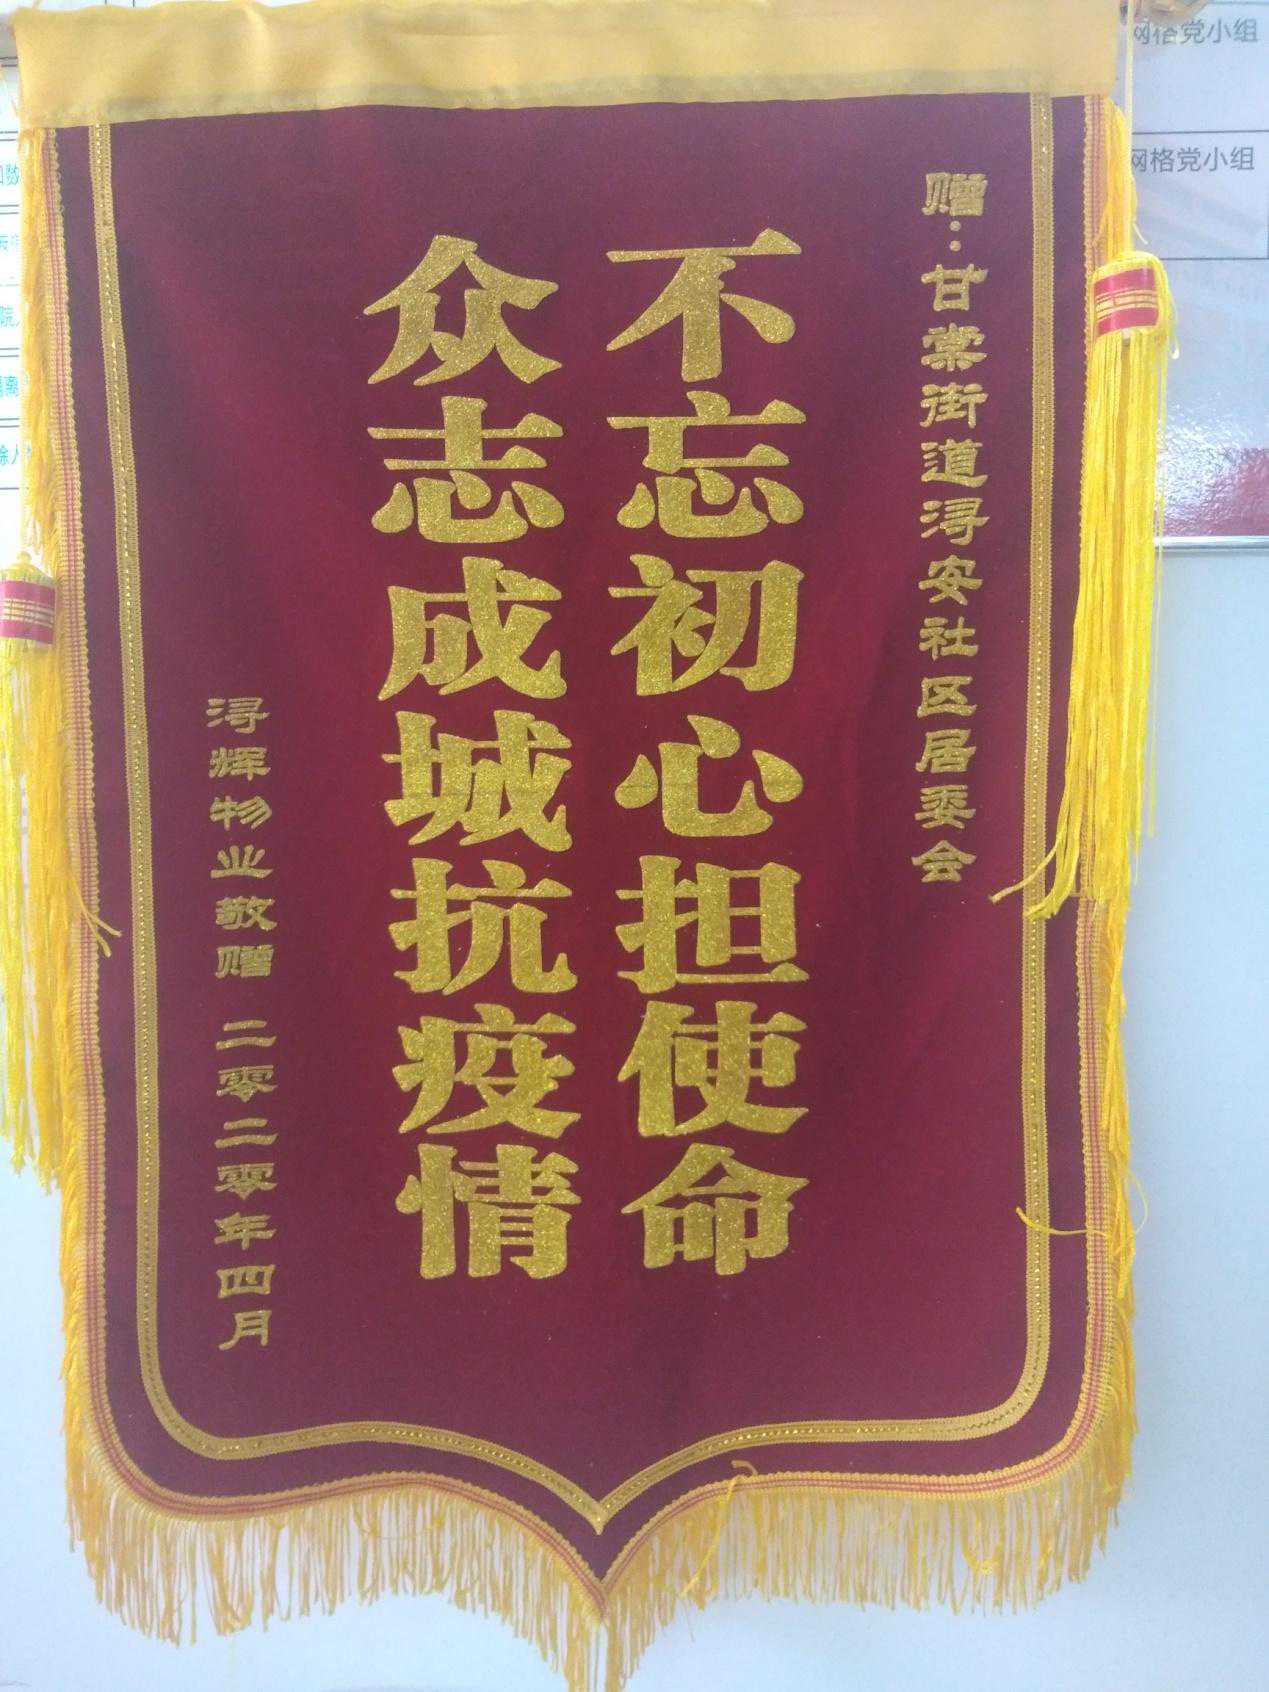 赠：甘棠街道浔安社区居委会
不忘初心担使命
众志成城抗疫情
浔辉物业敬赠 二零二零年四月
网格党小组
网格党小组